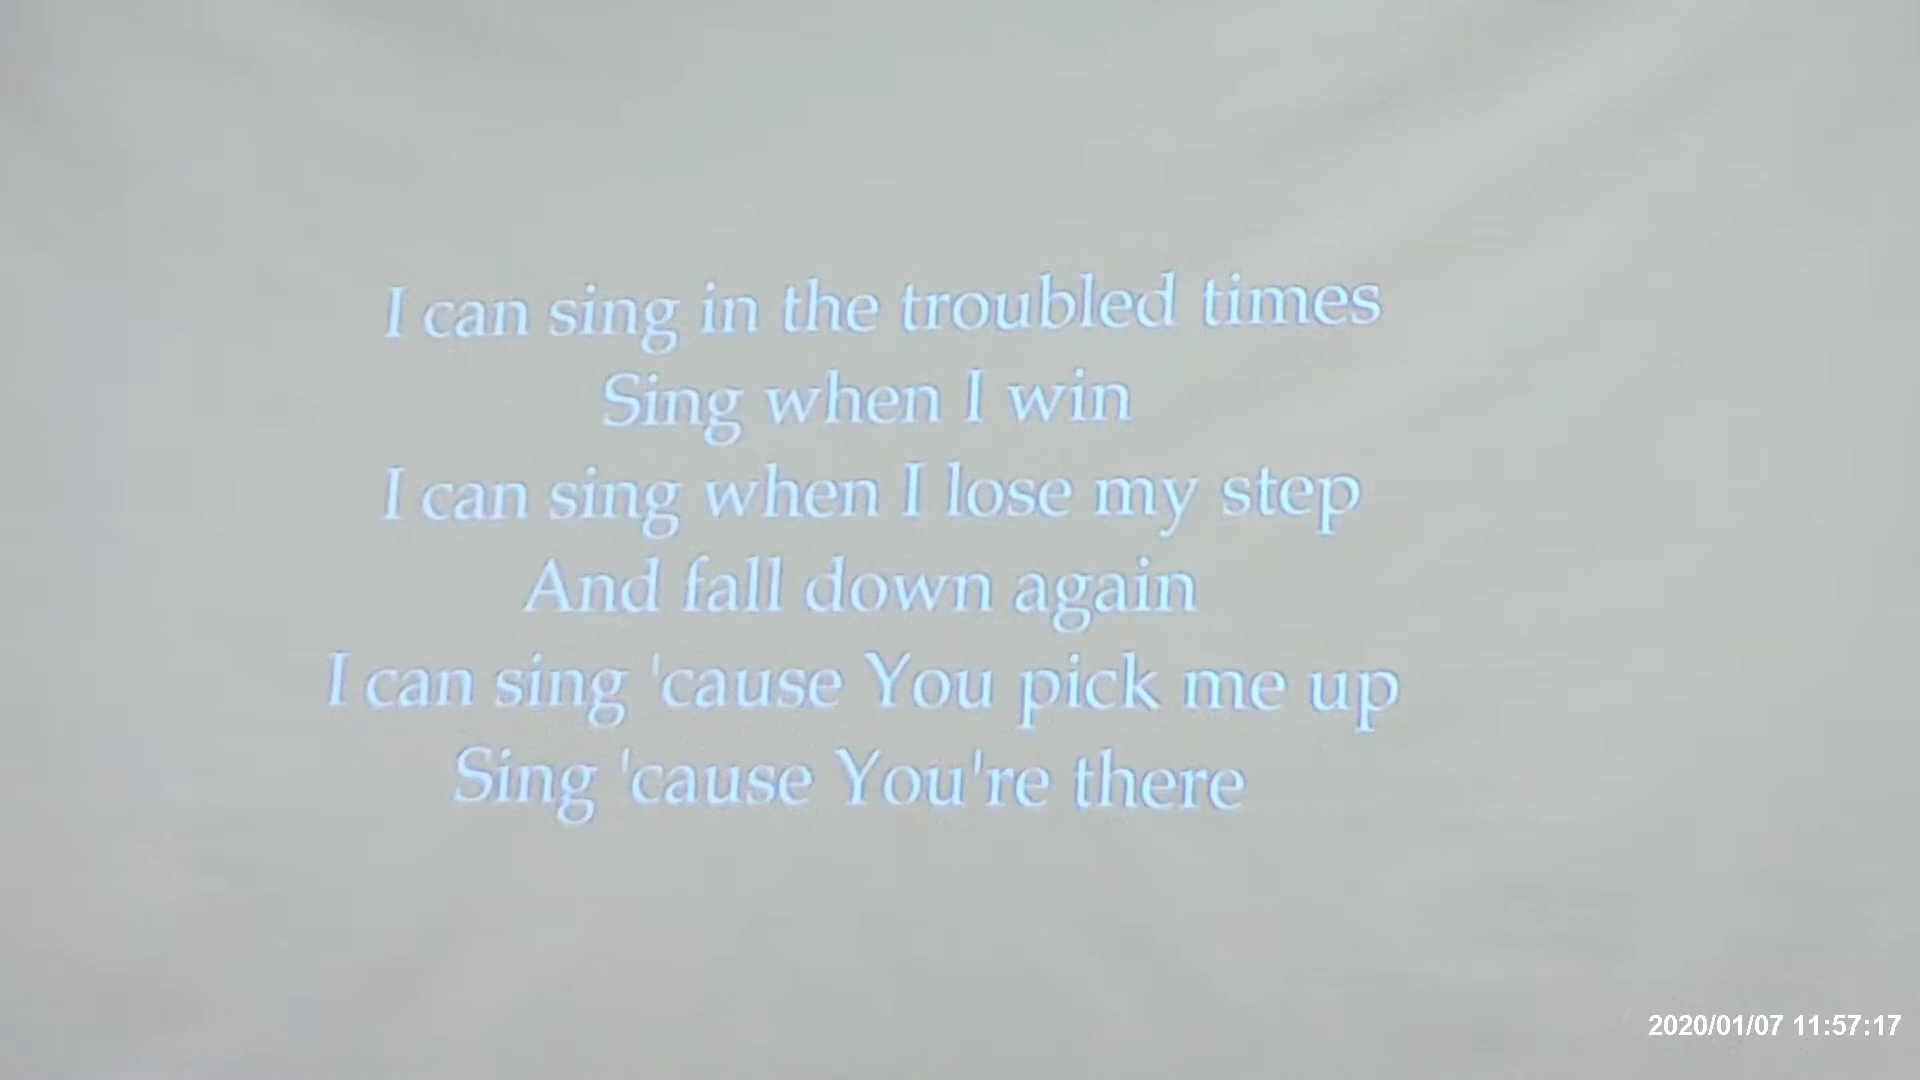 I can sing in the troubled times
Sing when I win
I can sing when I lose my step
And fall down again
I can sing 'cause You pick me up
Sing 'cause You're there
2020/01/07 11:57:17